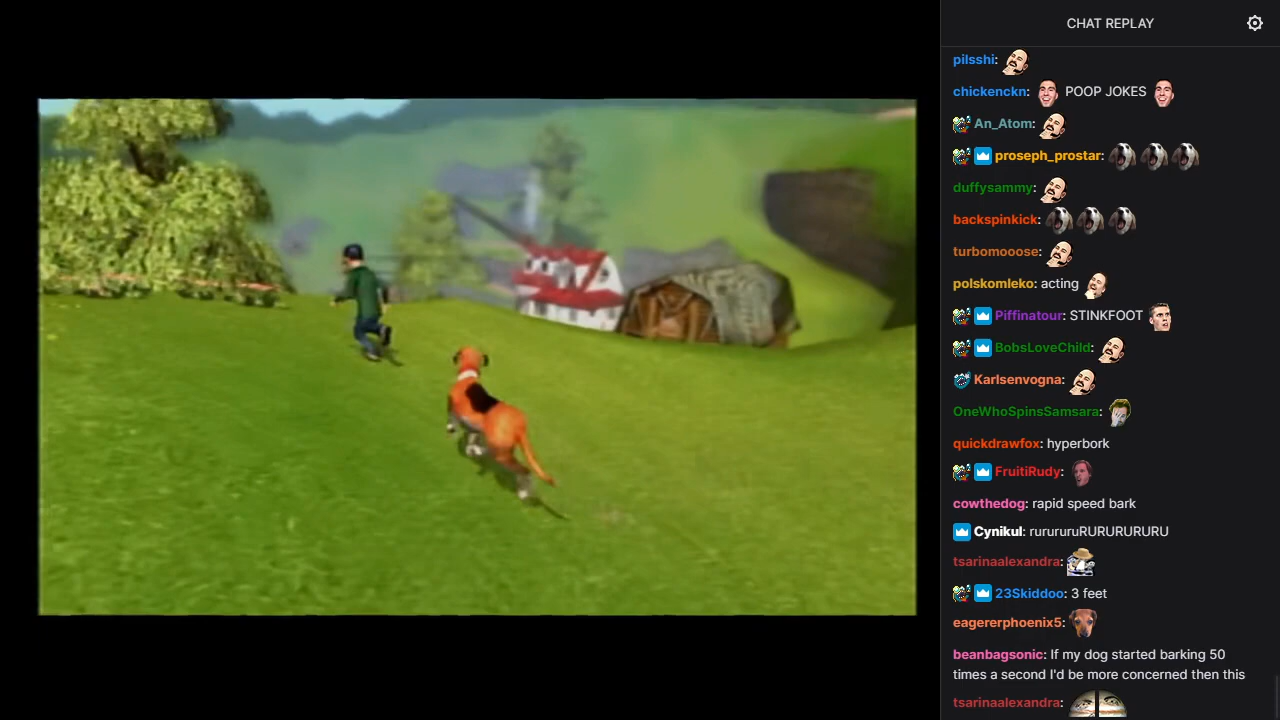 CHAT REPLAY
pilsshi:
chickenckn: POOP JOKES
An_Atom:
proseph_prostar:
duffysammy:
backspinkick:
turbomooose:
polskomleko: acting
Piffinatour: STINKFOOT
BobsLoveChild:
Karlsenvogna:
OneWhoSpinsSamsara:
quickdrawfox: hyperbork
FruitiRudy:
cowthedog: rapid speed bark
Cynikul: rurururuRURURURURU
tsarinaalexandra:
23Skiddoo: 3 feet
eagererphoenix5:
beanbagsonic: If my dog started barking 50
times a second I'd be more concerned then this
tsarinaalexandra: